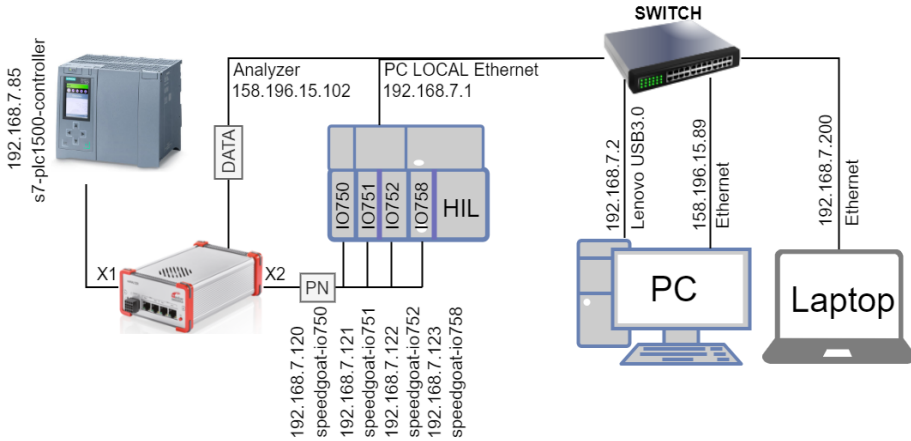 SWITCH
192.168.7.85
s7-plc1500-controller
Analyzer
158.196.15.102
PC LOCAL Ethernet
192.168.7.1
DATA
IO750
IO751
IO752
IO758
HIL
192.168.7.2
Lenovo USB3.0
158.196.15.89
Ethernet
192.168.7.200
Ethernet
X1
X2
PN
PC
Laptop
192.168.7.120
speedgoat-io750
192.168.7.121
speedgoat-io751
192.168.7.122
speedgoat-io752
192.168.7.123
speedgoat-io758